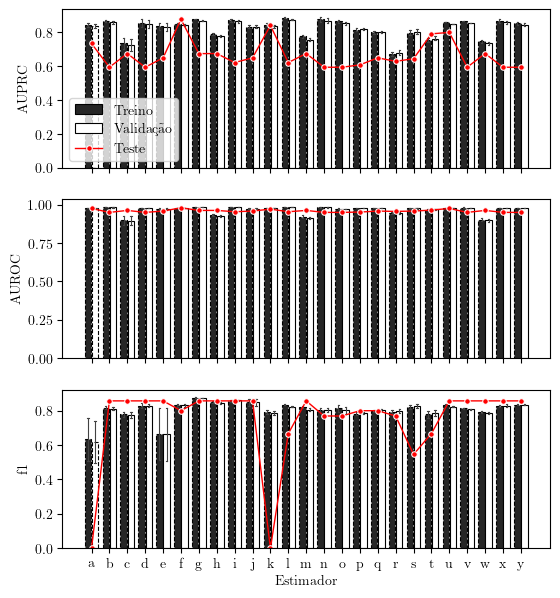 AUPRC
0.8
0.6
0.4
0.2
0.0
Treino
Validação
Teste
AUROC
1.00
0.75
0.50
0.25
0.00
f1
0.8
0.6
0.4
0.2
0.0
a b c d e f g h i j k l m n o p q r s t u v w x y
Estimador